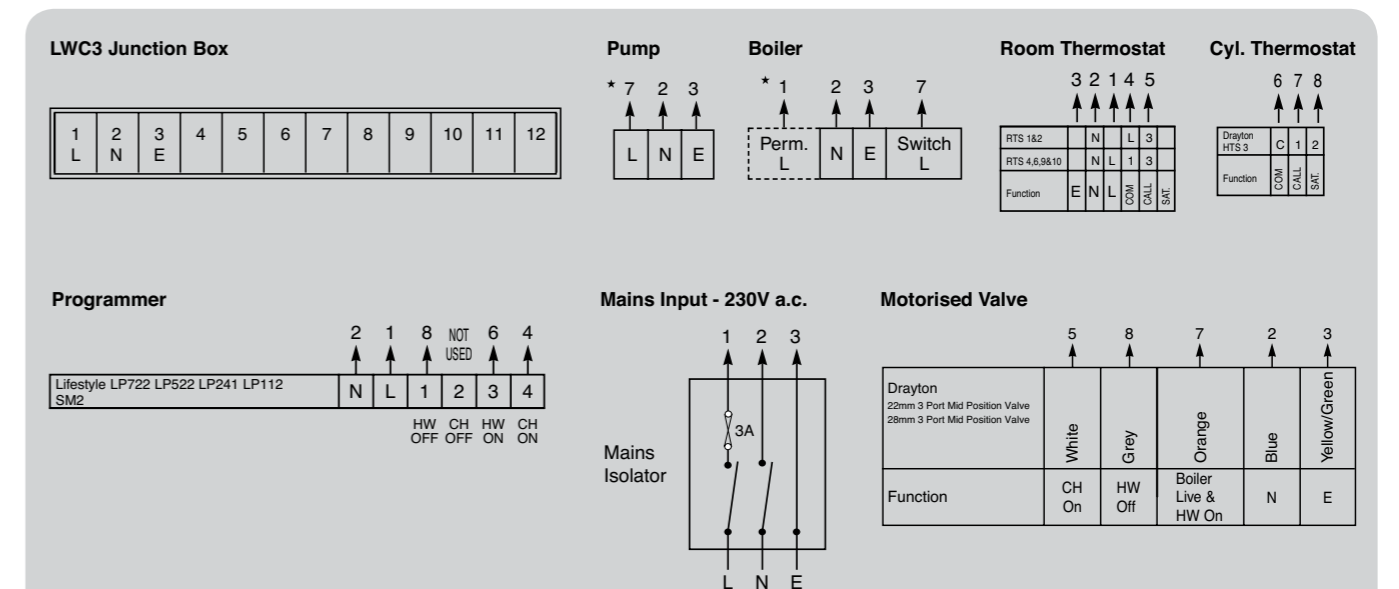 LWC3 Junction Box
1 2 3 4 5 6 7 8 9 10 11 12
L N E
Pump
* 7 2 3
L N E
Boiler
* 1 2 3 7
Perm. L N E Switch L
Room Thermostat
3 2 1 4 5
RTS 1&2 N L 3
RTS 4,6,9&10 N L 1 3
Function E N L COM CALL SAT.
Cyl. Thermostat
6 7 8
Drayton HTS 3 C 1 2
Function COM CALL SAT.
Programmer
2 1 8 NOT USED 6 4
Lifestyle LP722 LP522 LP241 LP112
SM2
N L 1 2 3 4
HW OFF CH OFF HW ON CH ON
Mains Input - 230V a.c.
1 2 3
3A
Mains
Isolator
L N E
Motorised Valve
5 8 7 2 3
Drayton
22mm 3 Port Mid Position Valve
28mm 3 Port Mid Position Valve
White Grey Orange Blue Yellow/Green
Function CH On HW Off Boiler Live & HW On N E